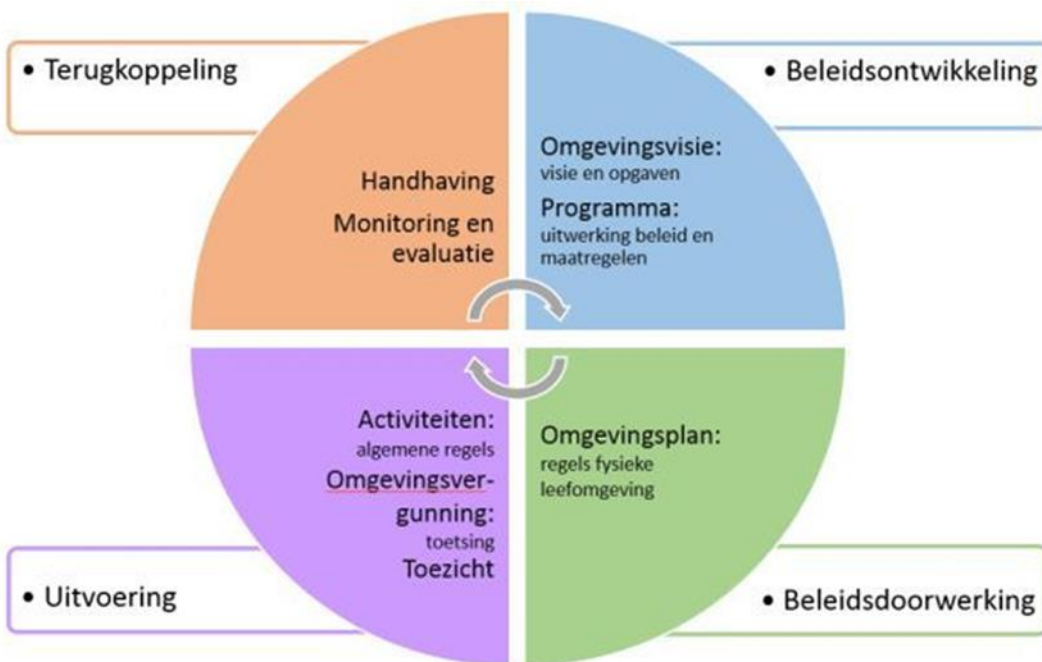 • Terugkoppeling
Handhaving
Monitoring en
evaluatie
• Beleidsontwikkeling
Omgevingsvisie:
visie en opgaven
Programma:
uitwerking beleid en
maatregelen
Omgevingsplan:
regels fysieke
leefomgeving
• Beleidsdoorwerking
Activiteiten:
algemene regels
Omgevingsver-
gunning:
toetsing
Toezicht
• Uitvoering